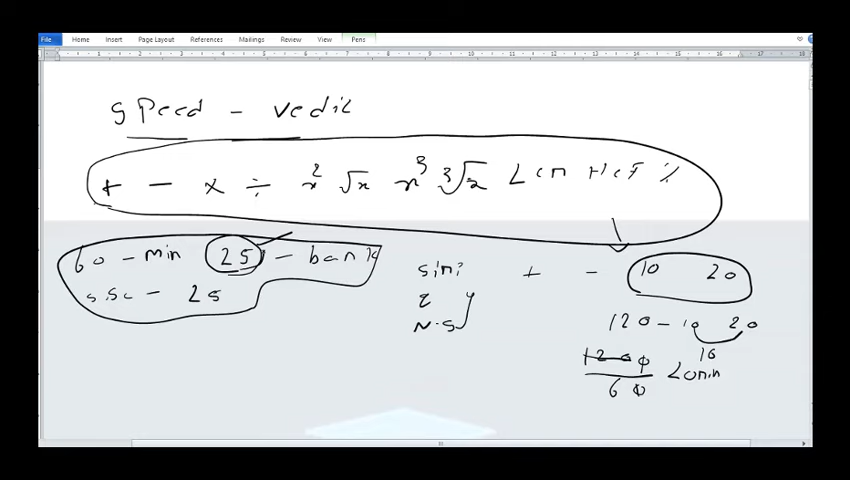 File Home Insert Page Layout References Mailings Review View Pens
speed - vedic
+ - x ÷ x² √x x³ ∛x Lcm HCF %
60 - min 25 - bank
ssc - 25
simi + - 10 20
N.S
120 - 10 20
10
1200
60
20min